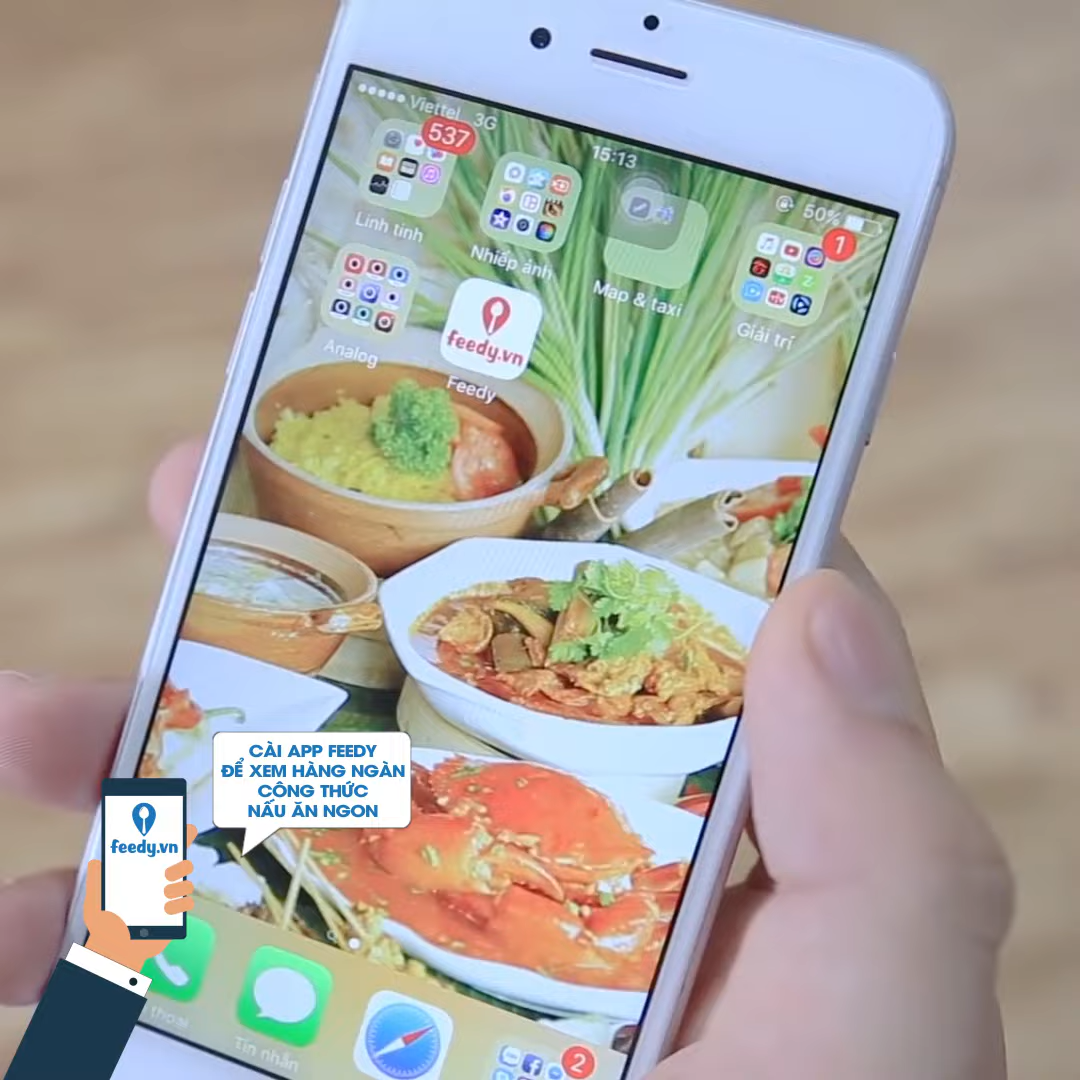 Viettel 3G
15:13
50%
537
1
Linh tinh
Nhiếp ảnh
Map & taxi
Giải trí
feedy.vn
Analog
Feedy
CÀI APP FEEDY
ĐỂ XEM HÀNG NGÀN
CÔNG THỨC
NẤU ĂN NGON
feedy.vn
thoại
Tin nhắn
2